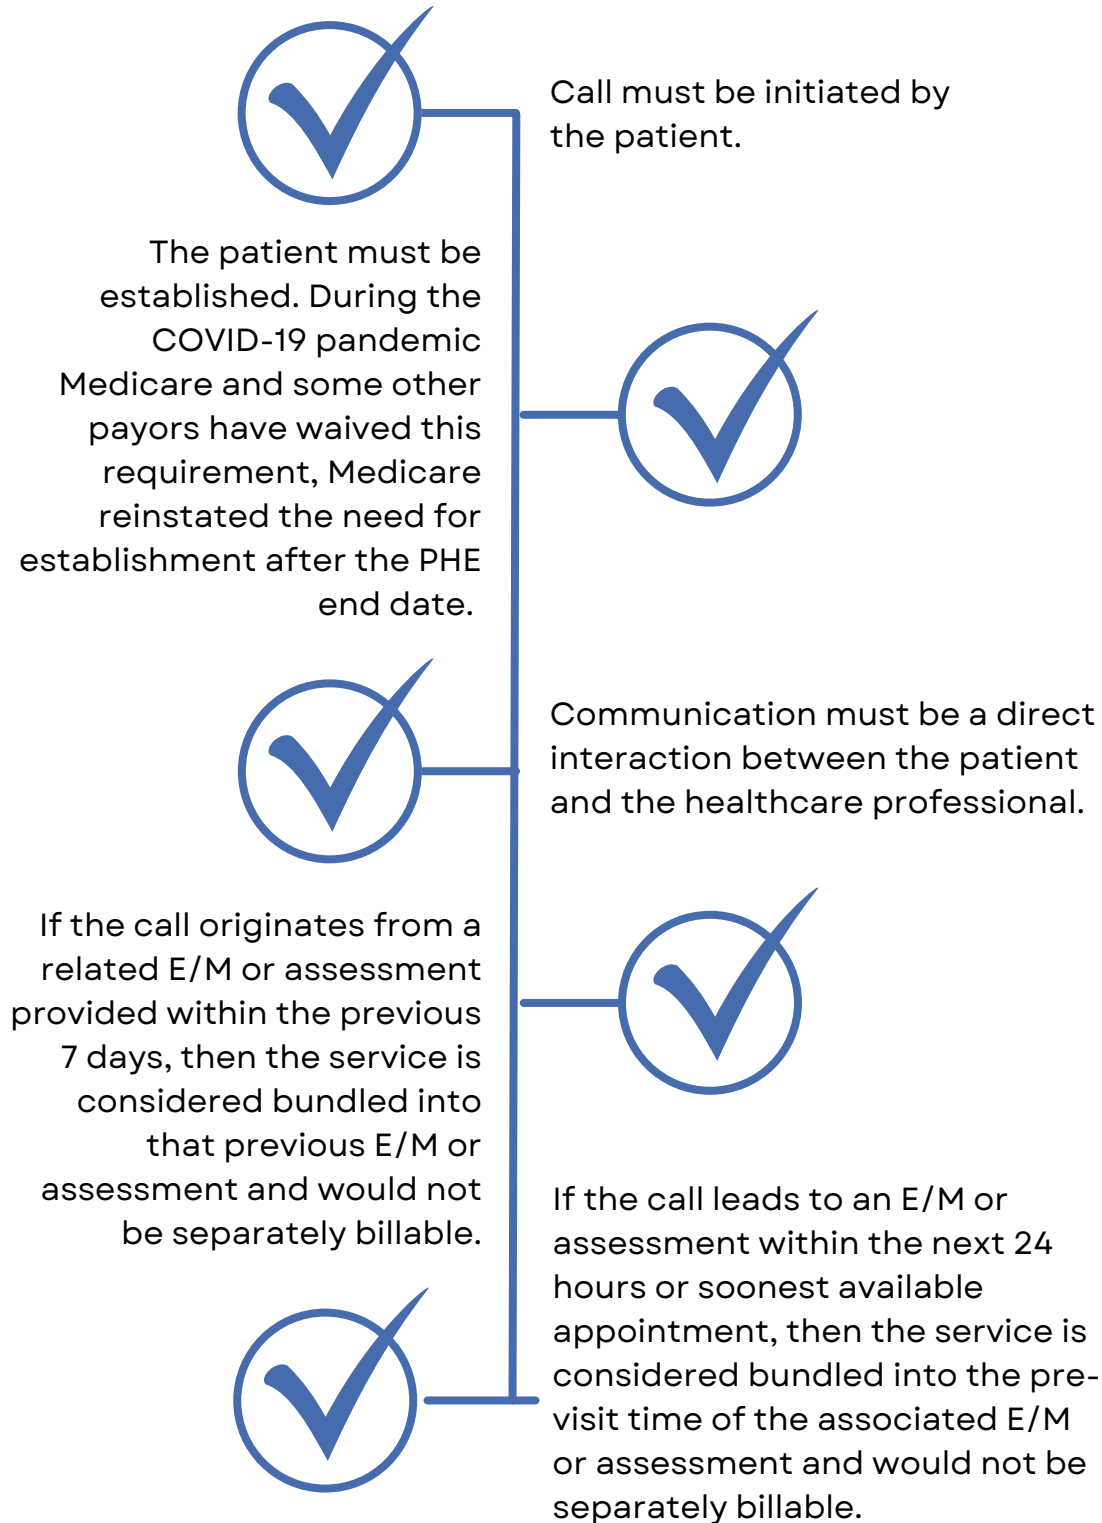 Call must be initiated by
the patient.
The patient must be
established. During the
COVID-19 pandemic
Medicare and some other
payors have waived this
requirement, Medicare
reinstated the need for
establishment after the PHE
end date.
Communication must be a direct
interaction between the patient
and the healthcare professional.
If the call originates from a
related E/M or assessment
provided within the previous
7 days, then the service is
considered bundled into
that previous E/M or
assessment and would not
be separately billable.
If the call leads to an E/M or
assessment within the next 24
hours or soonest available
appointment, then the service is
considered bundled into the pre-
visit time of the associated E/M
or assessment and would not be
separately billable.